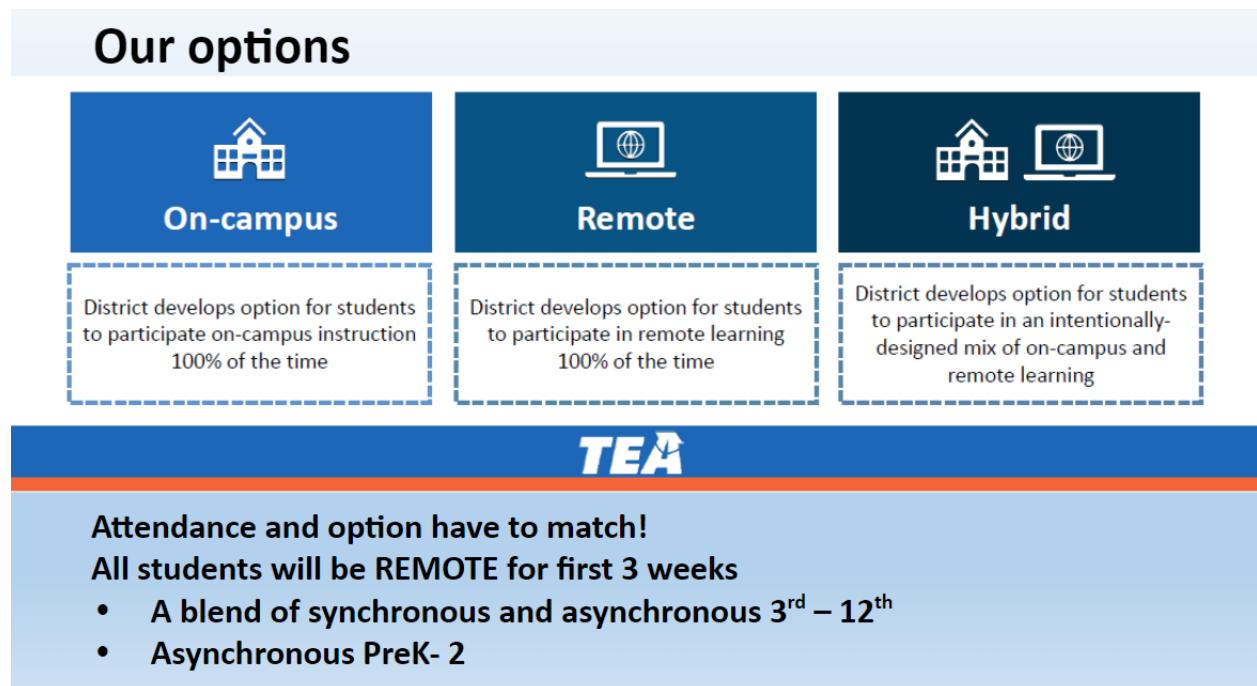 Our options
On-campus
District develops option for students
to participate on-campus instruction
100% of the time
Remote
District develops option for students
to participate in remote learning
100% of the time
Hybrid
District develops option for students
to participate in an intentionally-
designed mix of on-campus and
remote learning
TEA
Attendance and option have to match!
All students will be REMOTE for first 3 weeks
• A blend of synchronous and asynchronous 3rd – 12th
• Asynchronous PreK- 2